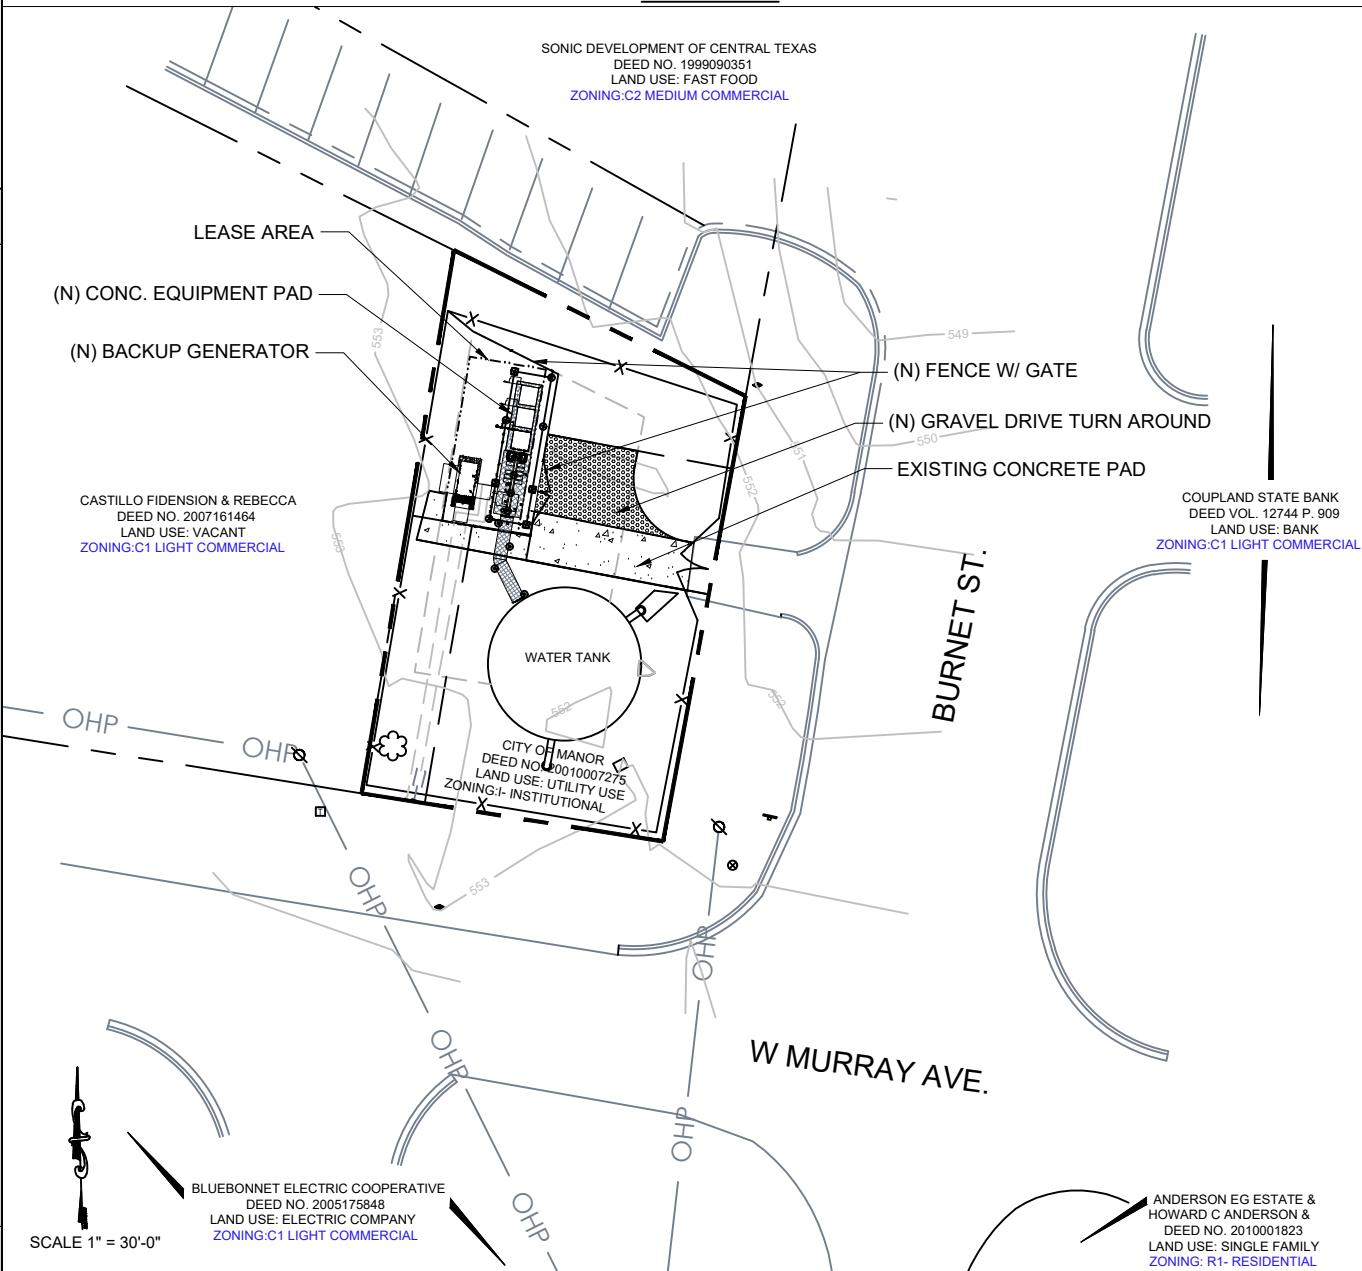 SONIC DEVELOPMENT OF CENTRAL TEXAS
DEED NO. 1999090351
LAND USE: FAST FOOD
ZONING:C2 MEDIUM COMMERCIAL
LEASE AREA
(N) CONC. EQUIPMENT PAD
(N) BACKUP GENERATOR
553
549
(N) FENCE W/ GATE
(N) GRAVEL DRIVE TURN AROUND
550
551
EXISTING CONCRETE PAD
552
CASTILLO FIDENSION & REBECCA
DEED NO. 2007161464
LAND USE: VACANT
ZONING:C1 LIGHT COMMERCIAL
553
COUPLAND STATE BANK
DEED VOL. 12744 P. 909
LAND USE: BANK
ZONING:C1 LIGHT COMMERCIAL
BURNET ST.
WATER TANK
552
552
OHP
OHP
CITY OF MANOR
DEED NO. 20010007275
LAND USE: UTILITY USE
ZONING:I- INSTITUTIONAL
X
X
X
X
X
X
X
X
X
T
553
OHP
OHP
OHP
W MURRAY AVE.
OHP
OHP
SCALE 1" = 30'-0"
BLUEBONNET ELECTRIC COOPERATIVE
DEED NO. 2005175848
LAND USE: ELECTRIC COMPANY
ZONING:C1 LIGHT COMMERCIAL
ANDERSON EG ESTATE &
HOWARD C ANDERSON &
DEED NO. 2010001823
LAND USE: SINGLE FAMILY
ZONING: R1- RESIDENTIAL